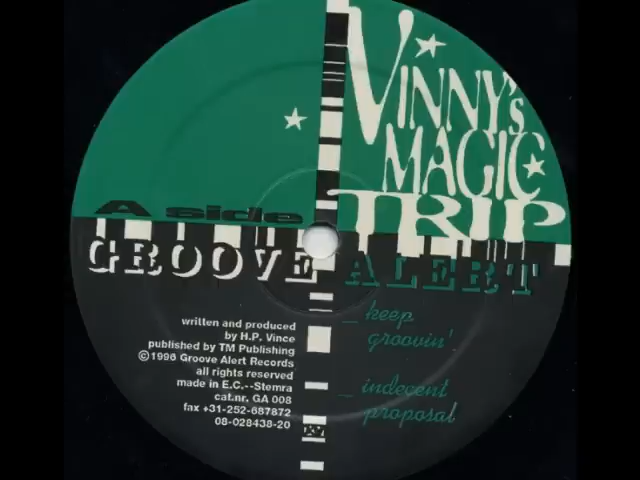 VINNY's
MAGIC
TRIP
A side
GROOVE ALERT
_ keep
groovin'
_ indecent
proposal
written and produced
by H.P. Vince
published by TM Publishing
©1996 Groove Alert Records
all rights reserved
made in E.C.--Stemra
cat.nr. GA 008
fax +31-252-687872
08-028438-20